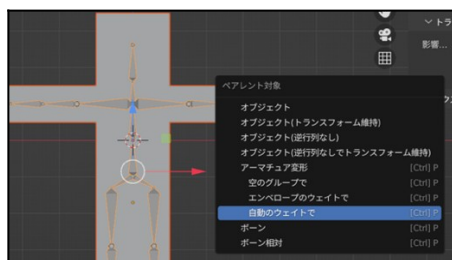 トラ
影響...
ペアレント対象
オブジェクト
オブジェクト(トランスフォーム維持)
オブジェクト(逆行列なし)
オブジェクト(逆行列なしでトランスフォーム維持)
アーマチュア変形 [Ctrl] P
空のグループで [Ctrl] P
エンベロープのウェイトで [Ctrl] P
自動のウェイトで [Ctrl] P
ボーン [Ctrl] P
ボーン相対 [Ctrl] P